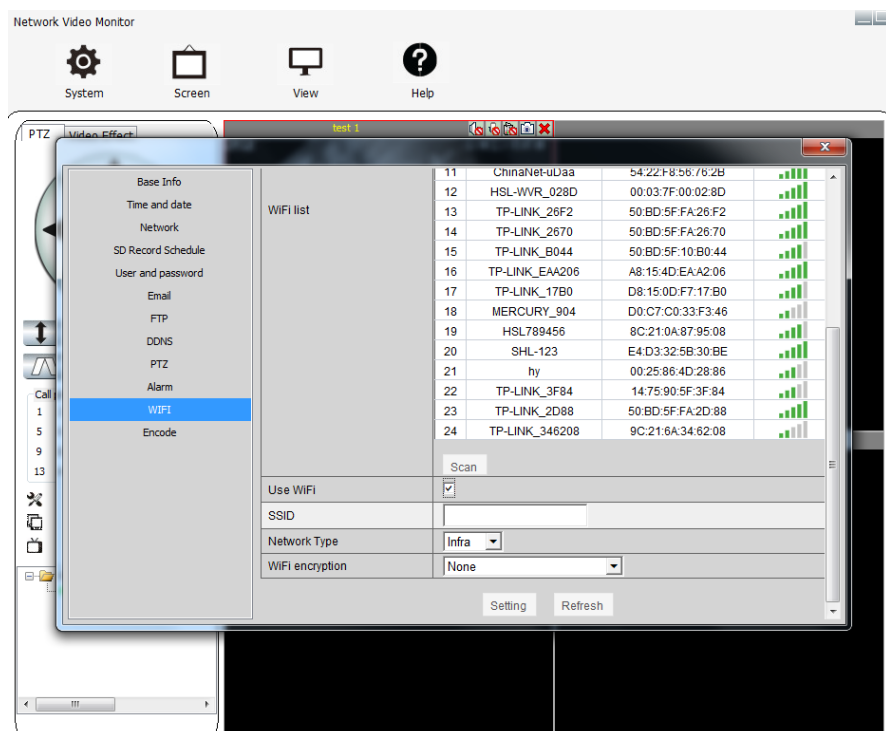 Network Video Monitor
System Screen View Help
PTZ Video Effect test 1
Base Info
Time and date
Network
SD Record Schedule
User and password
Email
FTP
DDNS
PTZ
Alarm
WIFI
Encode
WiFi list
11 ChinaNet-uDaa 54:22:F8:56:76:2B
12 HSL-WVR_028D 00:03:7F:00:02:8D
13 TP-LINK_26F2 50:BD:5F:FA:26:F2
14 TP-LINK_2670 50:BD:5F:FA:26:70
15 TP-LINK_B044 50:BD:5F:10:B0:44
16 TP-LINK_EAA206 A8:15:4D:EA:A2:06
17 TP-LINK_17B0 D8:15:0D:F7:17:B0
18 MERCURY_904 D0:C7:C0:33:F3:46
19 HSL789456 8C:21:0A:87:95:08
20 SHL-123 E4:D3:32:5B:30:BE
21 hy 00:25:86:4D:28:86
22 TP-LINK_3F84 14:75:90:5F:3F:84
23 TP-LINK_2D88 50:BD:5F:FA:2D:88
24 TP-LINK_346208 9C:21:6A:34:62:08
Scan
Use WiFi
SSID
Network Type Infra
WiFi encryption None
Setting Refresh
Call
1
5
9
13